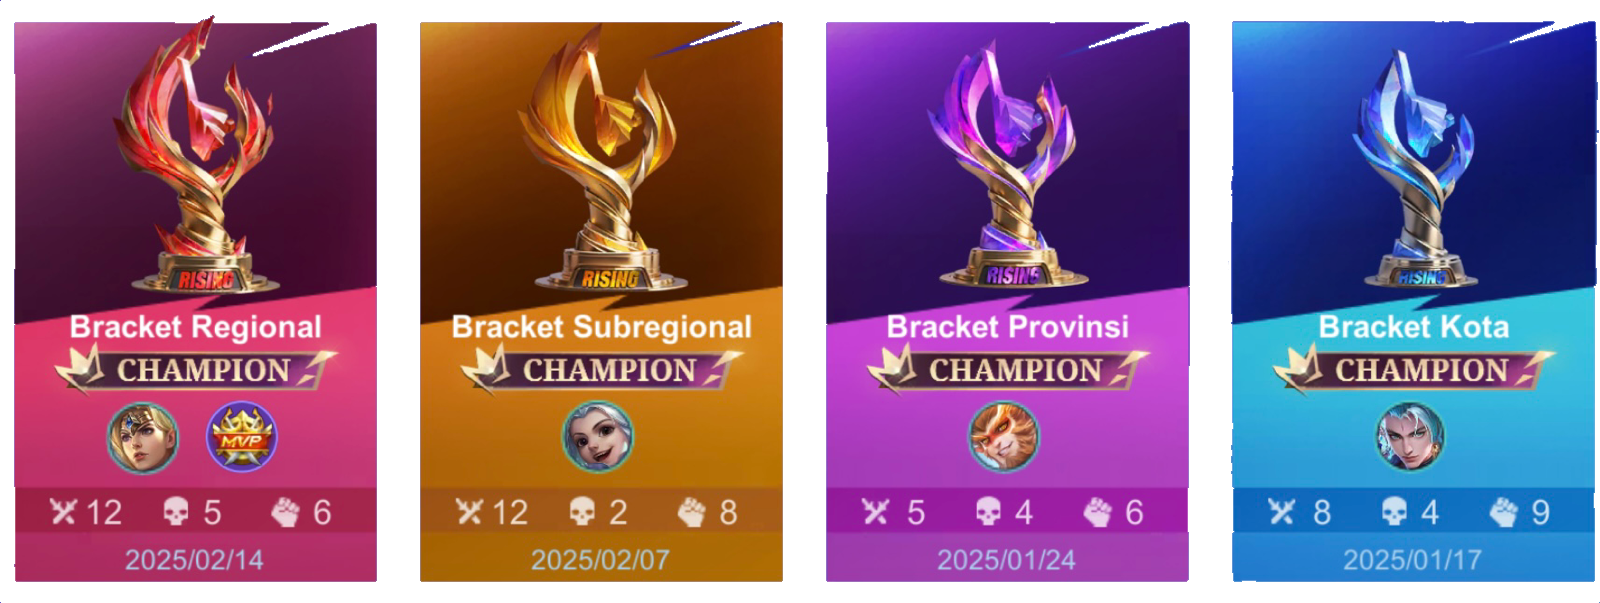 RISING
Bracket Regional
CHAMPION
MVP
12 5 6
2025/02/14
RISING
Bracket Subregional
CHAMPION
12 2 8
2025/02/07
RISING
Bracket Provinsi
CHAMPION
5 4 6
2025/01/24
RISING
Bracket Kota
CHAMPION
8 4 9
2025/01/17